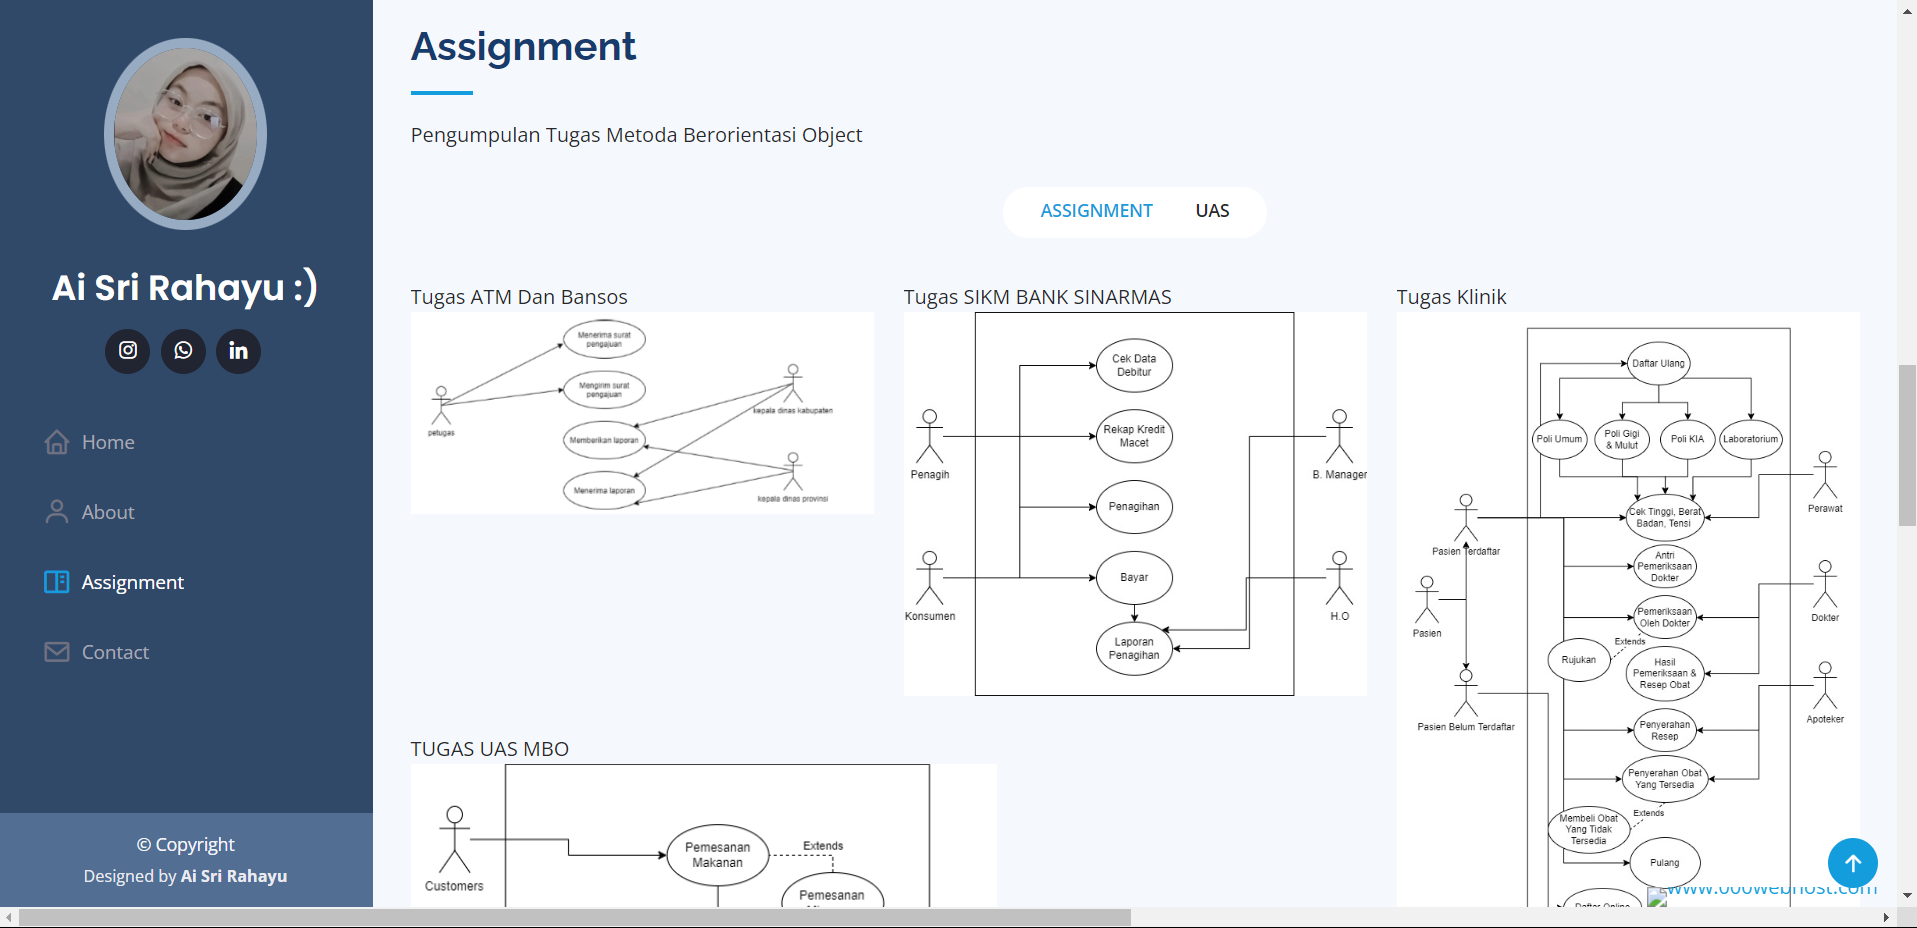 Ai Sri Rahayu :)
Home
About
Assignment
Contact
© Copyright
Designed by Ai Sri Rahayu
Assignment
Pengumpulan Tugas Metoda Berorientasi Object
ASSIGNMENT
UAS
Tugas ATM Dan Bansos
Menerima surat
pengajuan
Mengirim surat
pengajuan
Memberikan laporan
Menerima laporan
petugas
kepala dinas kabupaten
kepala dinas provinsi
Tugas SIKM BANK SINARMAS
Cek Data
Debitur
Rekap Kredit
Macet
Penagihan
Bayar
Laporan
Penagihan
Penagih
Konsumen
B. Manager
H.O
Tugas Klinik
Daftar Ulang
Poli Umum
Poli Gigi
& Mulut
Poli KIA
Laboratorium
Cek Tinggi, Berat
Badan, Tensi
Antri
Pemeriksaan
Dokter
Pemeriksaan
Oleh Dokter
Extends
Rujukan
Hasil
Pemeriksaan &
Resep Obat
Penyerahan
Resep
Penyerahan Obat
Yang Tersedia
Extends
Membeli Obat
Yang Tidak
Tersedia
Pulang
Daftar Online
Pasien Terdaftar
Pasien
Pasien Belum Terdaftar
Perawat
Dokter
Apoteker
TUGAS UAS MBO
Customers
Pemesanan
Makanan
Extends
Pemesanan
www.000webhost.com